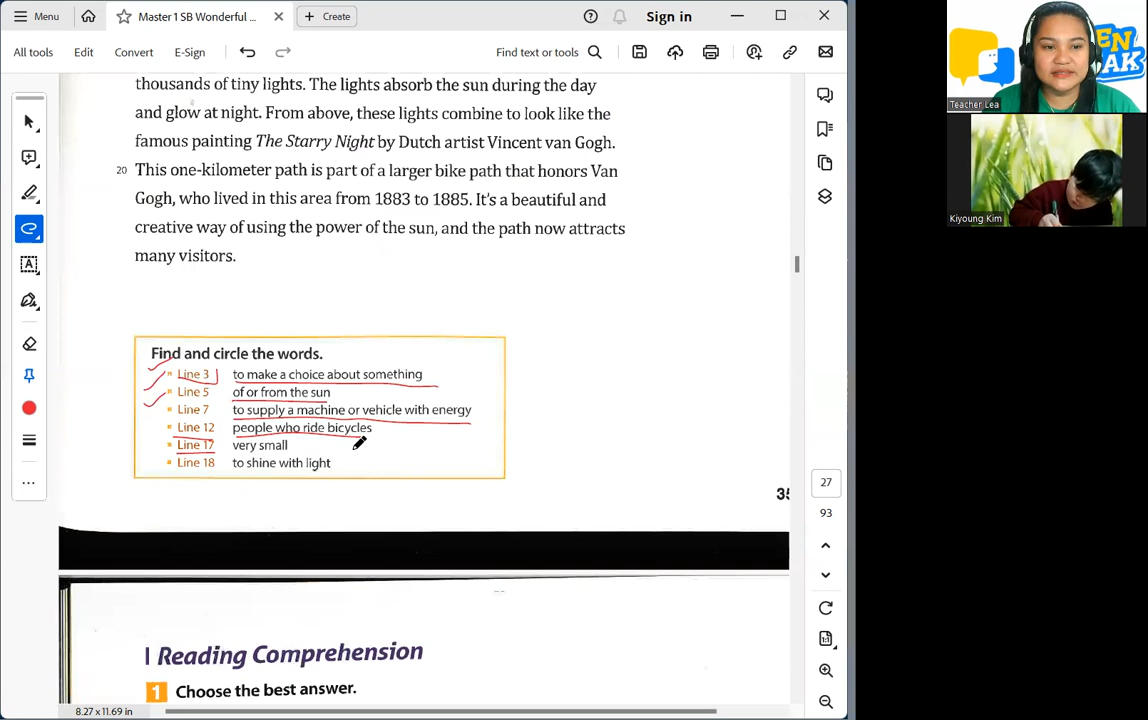 Menu
Master 1 SB Wonderful ...
Create
Sign in
All tools
Edit
Convert
E-Sign
Find text or tools
thousands of tiny lights. The lights absorb the sun during the day
and glow at night. From above, these lights combine to look like the
famous painting The Starry Night by Dutch artist Vincent van Gogh.
20 This one-kilometer path is part of a larger bike path that honors Van
Gogh, who lived in this area from 1883 to 1885. It's a beautiful and
creative way of using the power of the sun, and the path now attracts
many visitors.
Find and circle the words.
Line 3 to make a choice about something
Line 5 of or from the sun
Line 7 to supply a machine or vehicle with energy
Line 12 people who ride bicycles
Line 17 very small
Line 18 to shine with light
35
Reading Comprehension
1 Choose the best answer.
8.27 x 11.69 in
27
93
Teacher Lea
EN
AK
Kiyoung Kim